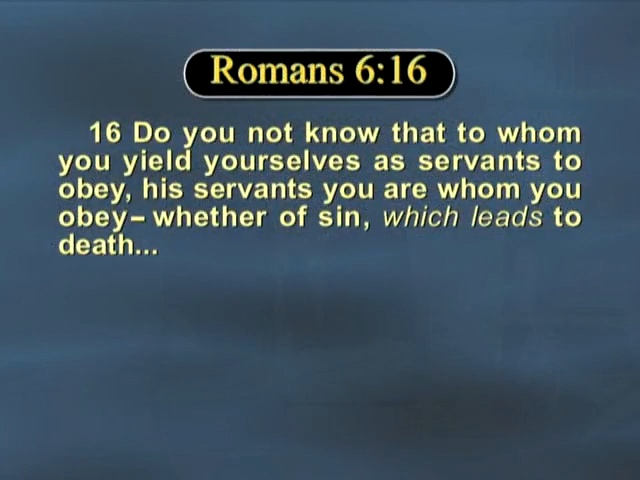 Romans 6:16
16 Do you not know that to whom
you yield yourselves as servants to
obey, his servants you are whom you
obey–whether of sin, which leads to
death...